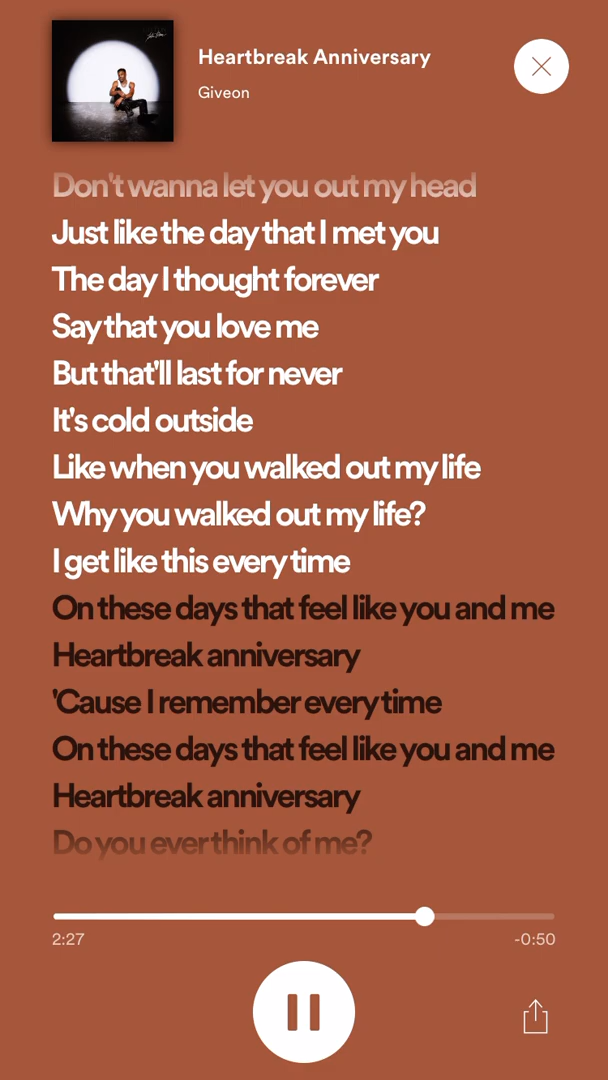 Heartbreak Anniversary
Giveon
Don't wanna let you out my head
Just like the day that I met you
The day I thought forever
Say that you love me
But that'll last for never
It's cold outside
Like when you walked out my life
Why you walked out my life?
I get like this every time
On these days that feel like you and me
Heartbreak anniversary
'Cause I remember every time
On these days that feel like you and me
Heartbreak anniversary
Do you ever think of me?
2:27
-0:50